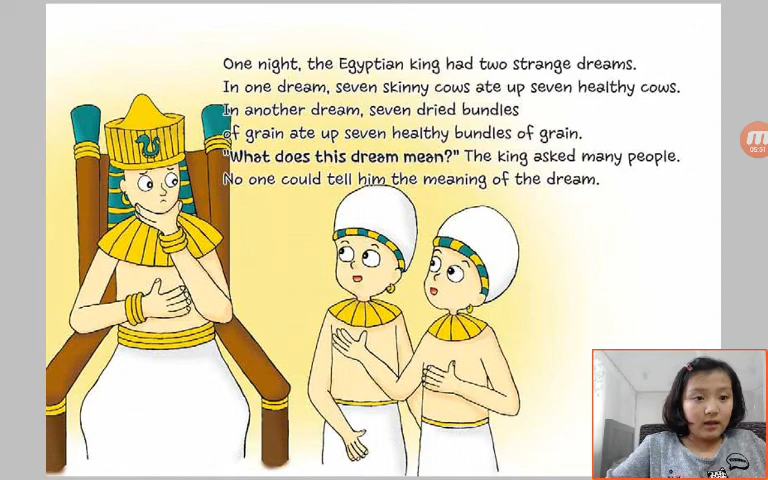 One night, the Egyptian king had two strange dreams.
In one dream, seven skinny cows ate up seven healthy cows.
In another dream, seven dried bundles
of grain ate up seven healthy bundles of grain.
"What does this dream mean?" The king asked many people.
No one could tell him the meaning of the dream.
M
05:51